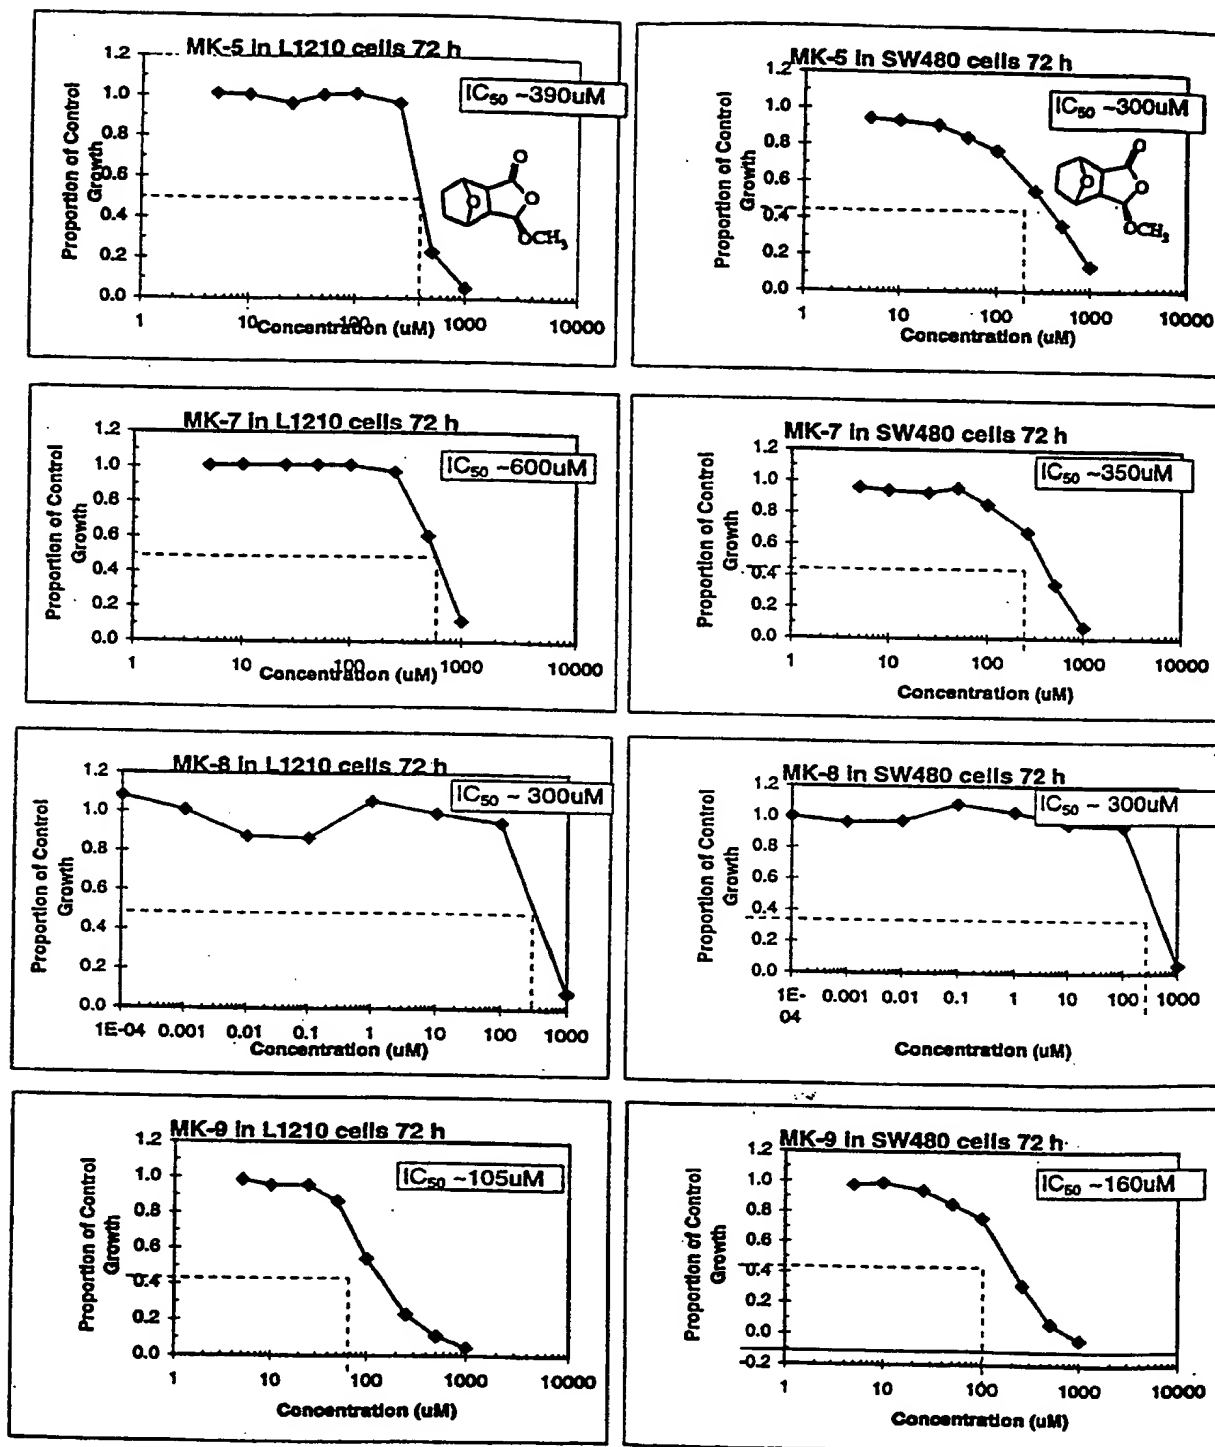 MK-5 in L1210 cells 72 h
IC50 ~390uM
Proportion of Control
Growth
1.2
1.0
0.8
0.6
0.4
0.2
0.0
O
O
O
OCH3
1
10
100
1000
10000
Concentration (uM)
MK-5 in SW480 cells 72 h
IC50 ~300uM
Proportion of Control
Growth
1.2
1.0
0.8
0.6
0.4
0.2
0.0
O
O
O
OCH3
1
10
100
1000
10000
Concentration (uM)
MK-7 in L1210 cells 72 h
IC50 ~600uM
Proportion of Control
Growth
1.2
1.0
0.8
0.6
0.4
0.2
0.0
1
10
100
1000
10000
Concentration (uM)
MK-7 in SW480 cells 72 h
IC50 ~350uM
Proportion of Control
Growth
1.2
1.0
0.8
0.6
0.4
0.2
0.0
1
10
100
1000
10000
Concentration (uM)
MK-8 in L1210 cells 72 h
IC50 ~ 300uM
Proportion of Control
Growth
1.2
1.0
0.8
0.6
0.4
0.2
0.0
1E-04 0.001 0.01 0.1 1 10 100 1000
Concentration (uM)
MK-8 in SW480 cells 72 h
IC50 ~ 300uM
Proportion of Control
Growth
1.2
1.0
0.8
0.6
0.4
0.2
0.0
1E-
04
0.001 0.01 0.1 1 10 100 1000
Concentration (uM)
MK-9 in L1210 cells 72 h
IC50 ~105uM
Proportion of Control
Growth
1.2
1.0
0.8
0.6
0.4
0.2
0.0
1
10
100
1000
10000
Concentration (uM)
MK-9 in SW480 cells 72 h
IC50 ~160uM
Proportion of Control
Growth
1.2
1.0
0.8
0.6
0.4
0.2
0.0
-0.2
1
10
100
1000
10000
Concentration (uM)